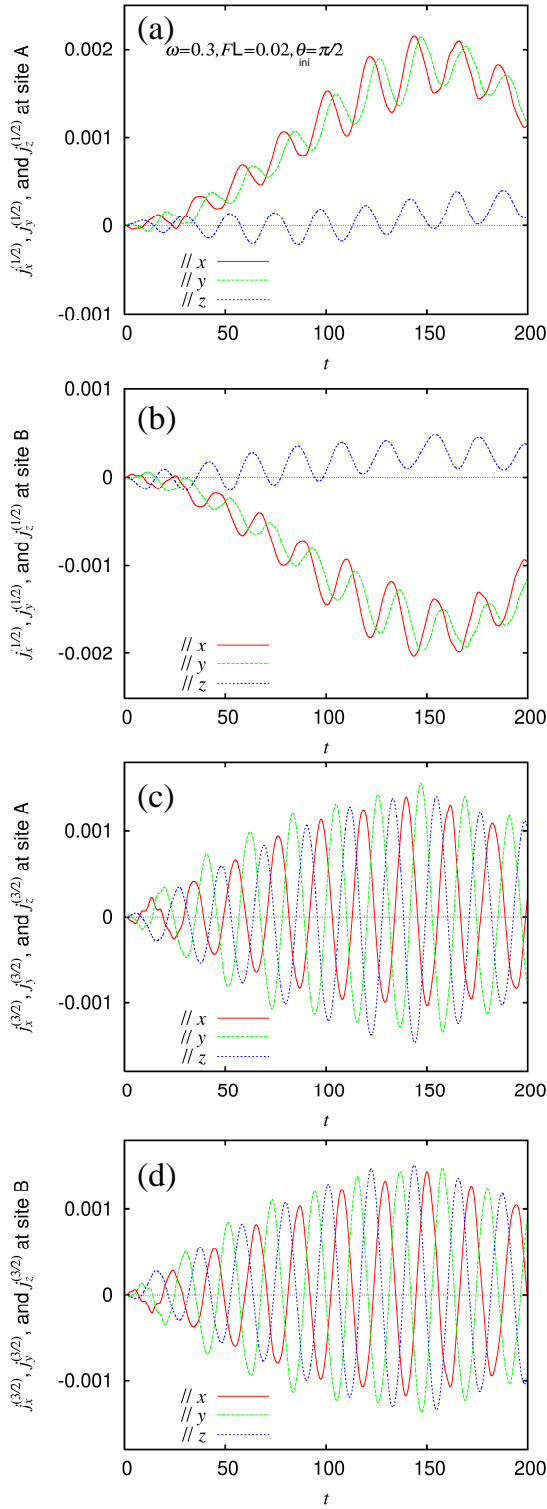 (a)
ω=0.3,FL=0.02,θini=π/2
0.002
0.001
0
-0.001
// x
// y
// z
0 50 100 150 200
t
jx(1/2), jy(1/2), and jz(1/2) at site A
(b)
0.001
0
-0.001
-0.002
// x
// y
// z
0 50 100 150 200
t
jx(1/2), jy(1/2), and jz(1/2) at site B
(c)
0.001
0
-0.001
// x
// y
// z
0 50 100 150 200
t
jx(3/2), jy(3/2), and jz(3/2) at site A
(d)
0.001
0
-0.001
// x
// y
// z
0 50 100 150 200
t
jx(3/2), jy(3/2), and jz(3/2) at site B